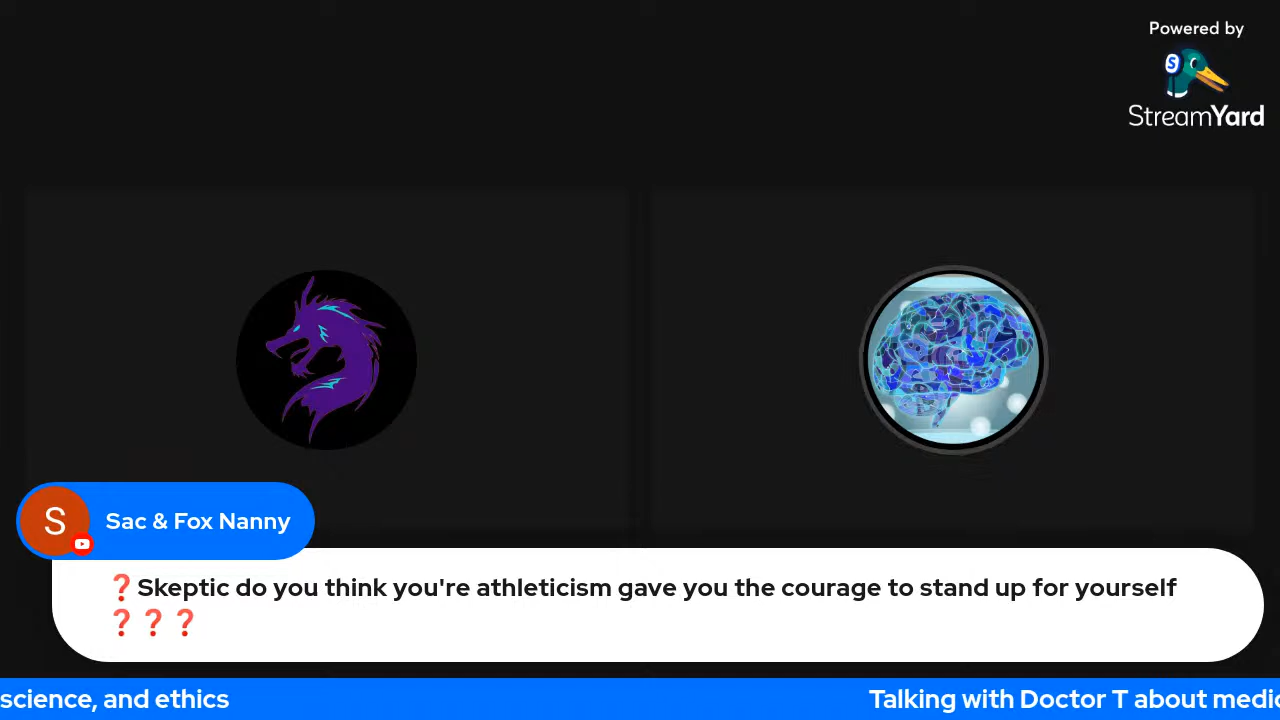 Powered by
S
StreamYard
S
Sac & Fox Nanny
❓Skeptic do you think you're athleticism gave you the courage to stand up for yourself
❓❓❓
science, and ethics
Talking with Doctor T about medic